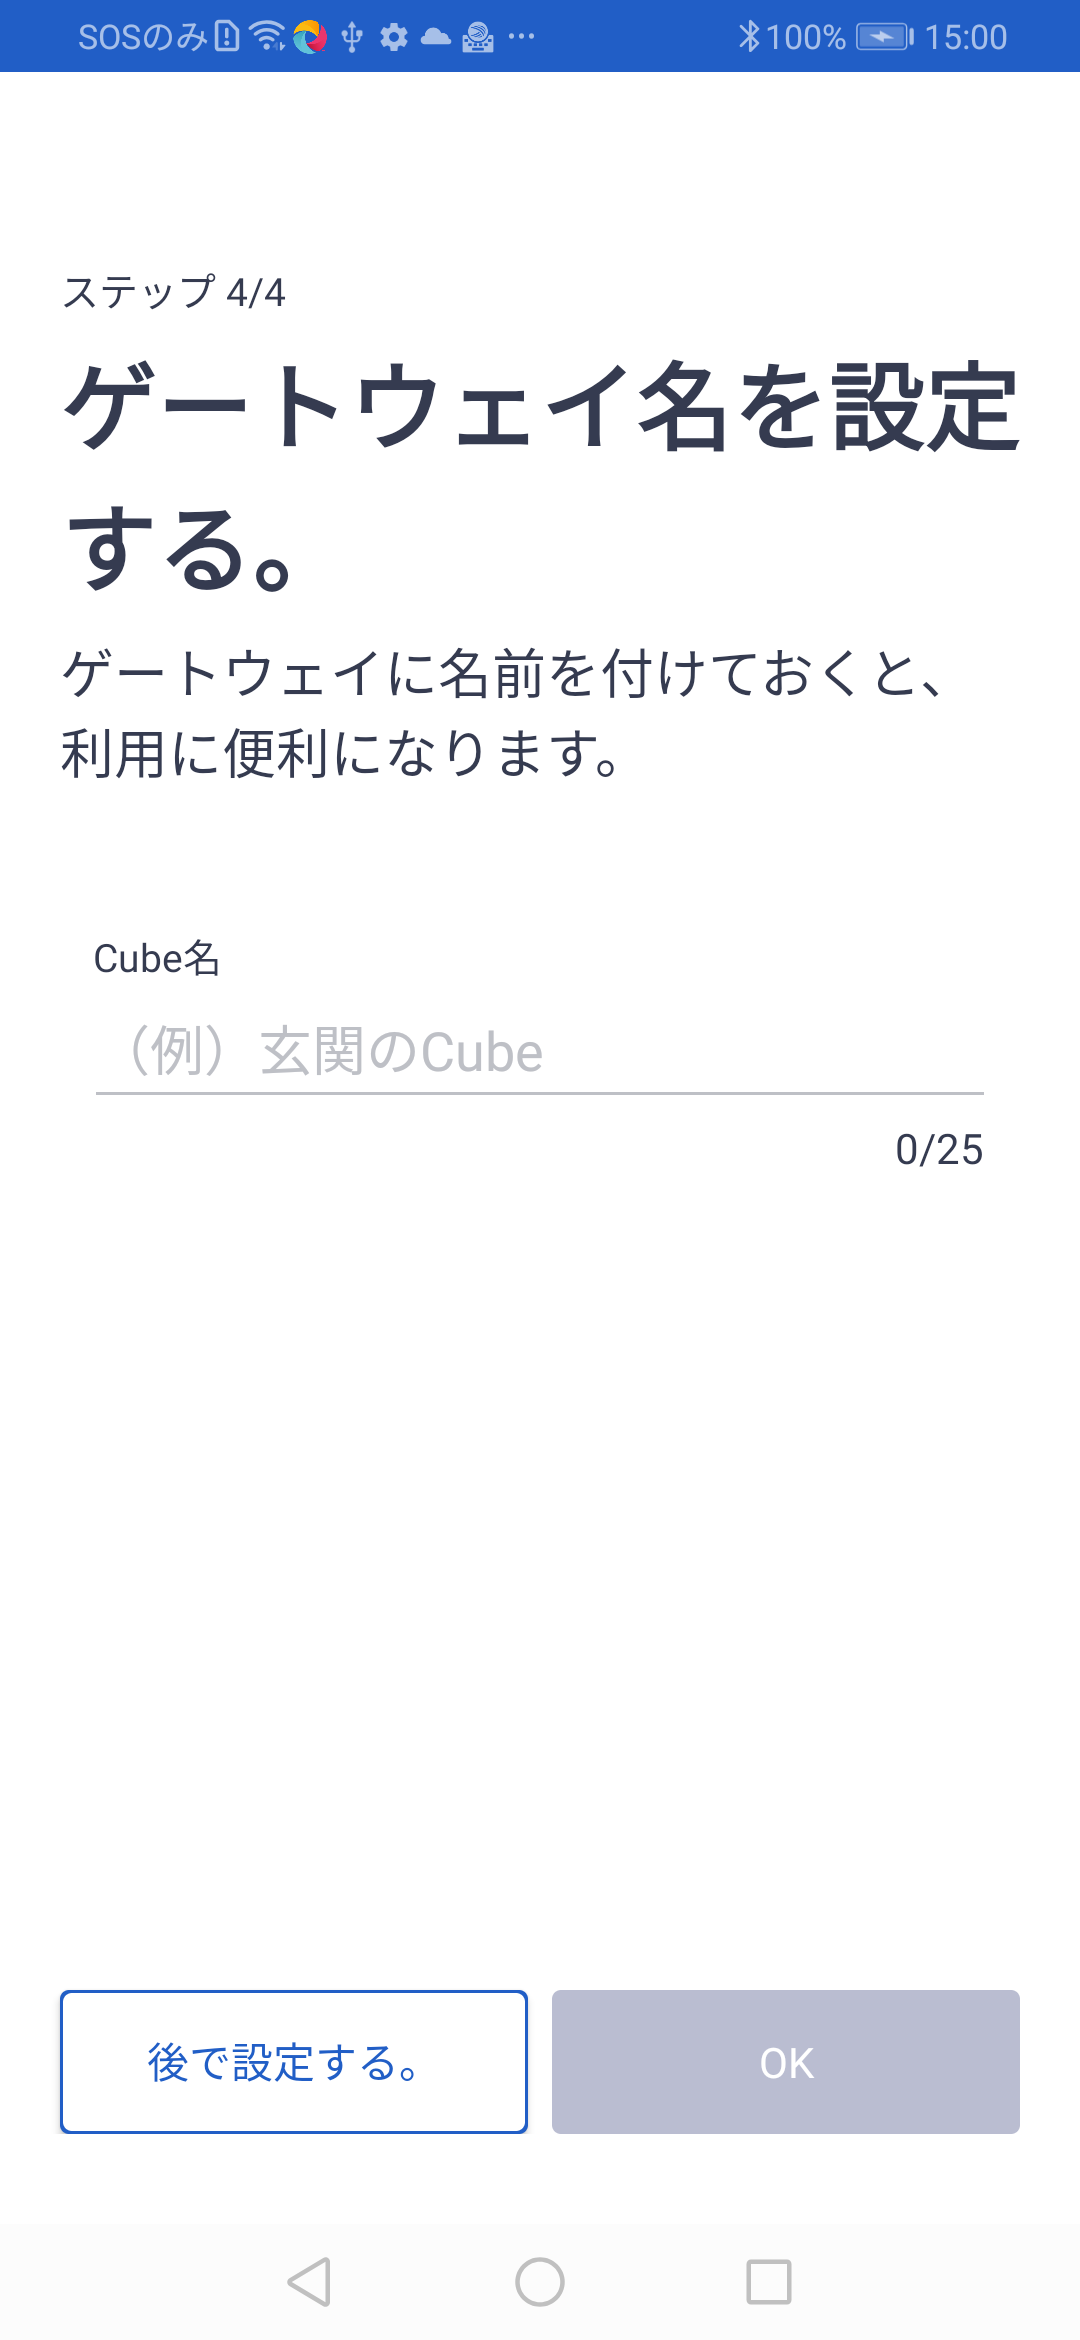 SOSのみ 100% 15:00
ステップ 4/4
ゲートウェイ名を設定
する。
ゲートウェイに名前を付けておくと、
利用に便利になります。
Cube名
（例）玄関のCube
0/25
後で設定する。 OK